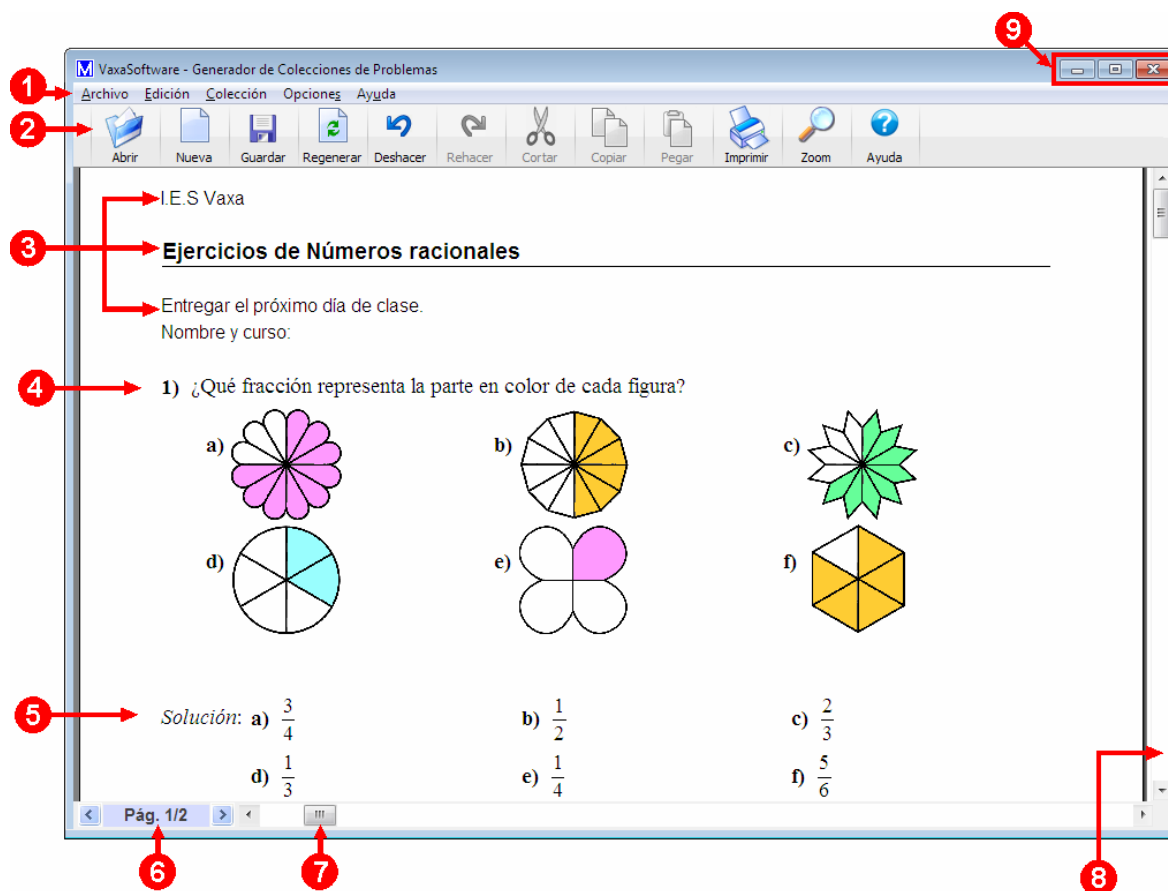 9
VaxaSoftware - Generador de Colecciones de Problemas
1
Archivo Edición Colección Opciones Ayuda
2
Abrir Nueva Guardar Regenerar Deshacer Rehacer Cortar Copiar Pegar Imprimir Zoom Ayuda
I.E.S Vaxa
3
Ejercicios de Números racionales
Entregar el próximo día de clase.
Nombre y curso:
4
1) ¿Qué fracción representa la parte en color de cada figura?
a) b) c)
d) e) f)
5
Solución: a) 3/4 b) 1/2 c) 2/3
d) 1/3 e) 1/4 f) 5/6
Pág. 1/2
6 7 8